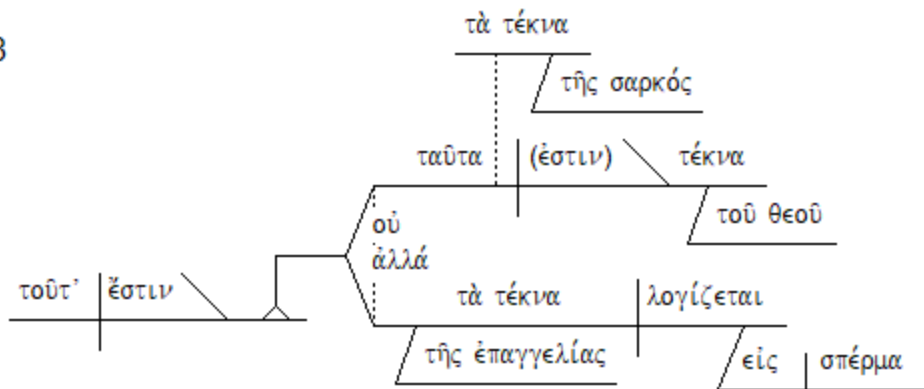 8
τὰ τέκνα
τῆς σαρκός
ταῦτα (ἐστιν) τέκνα
τοῦ θεοῦ
οὐ
ἀλλά
τοῦτ’ ἔστιν
τὰ τέκνα λογίζεται
τῆς ἐπαγγελίας
εἰς σπέρμα